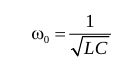 ω₀ = 1/√LC